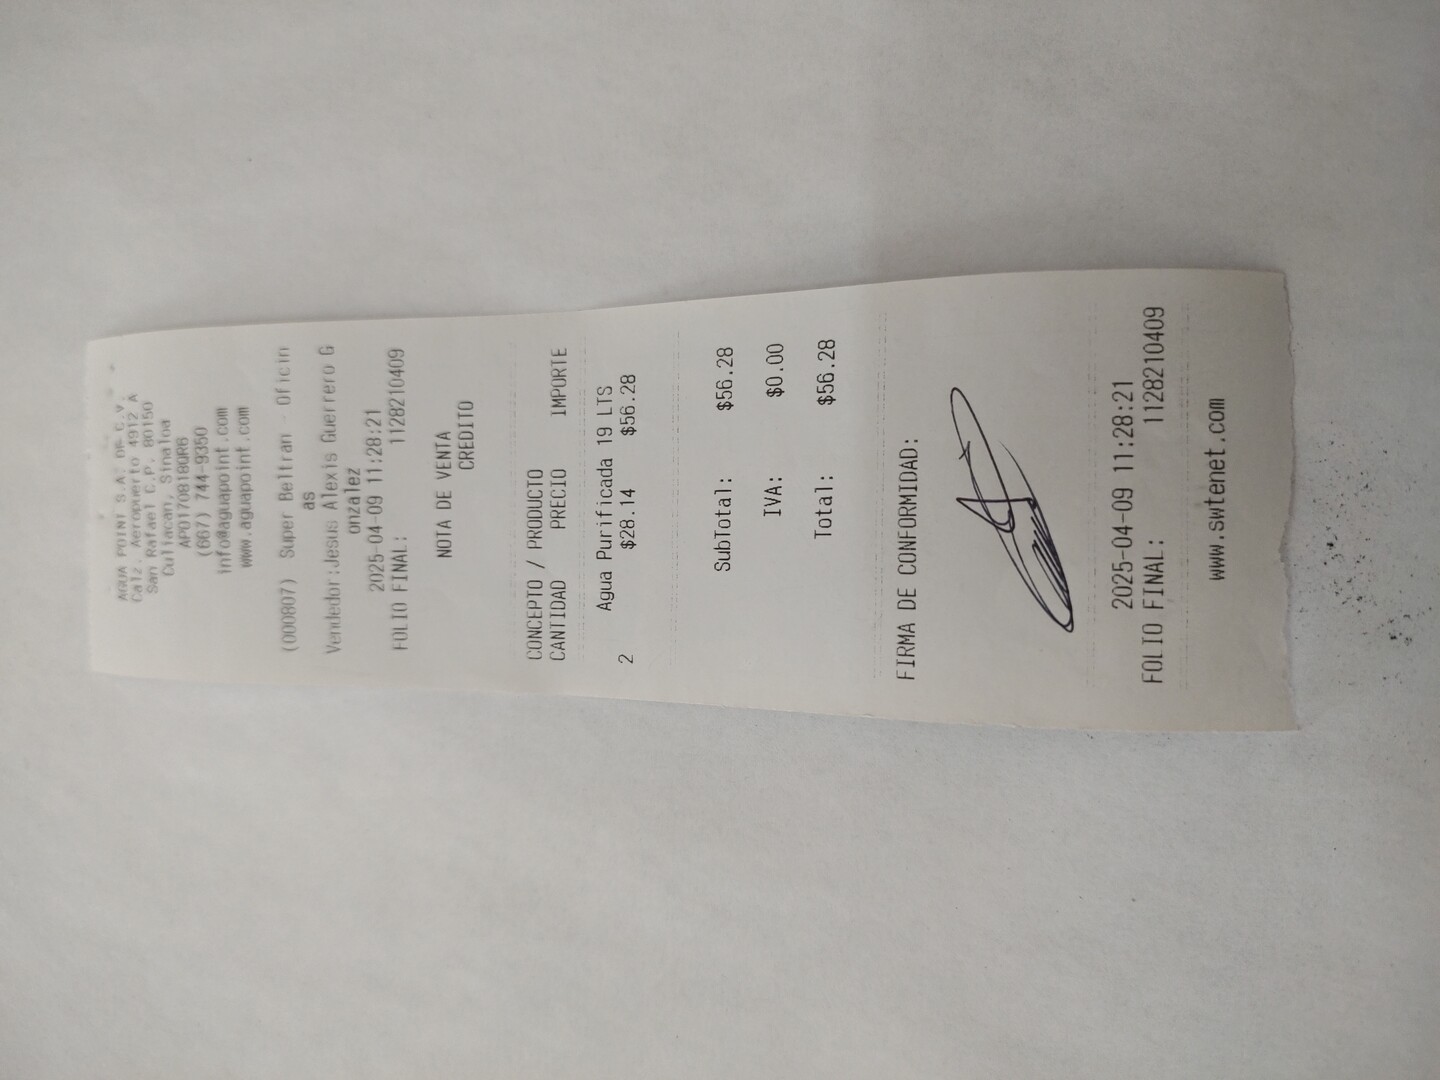 AGUA POINT S.A. DE C.V.
Calz. Aeropuerto 4912 A
San Rafael C.P. 80150
Culiacan, Sinaloa
APO170818QR6
(667) 744-9350
info@aguapoint.com
www.aguapoint.com
(000807) Super Beltran - Oficin
as
Vendedor:Jesus Alexis Guerrero G
onzalez
2025-04-09 11:28:21
FOLIO FINAL: 1128210409
NOTA DE VENTA
CREDITO
CONCEPTO / PRODUCTO
CANTIDAD PRECIO IMPORTE
Agua Purificada 19 LTS
2 $28.14 $56.28
SubTotal: $56.28
IVA: $0.00
Total: $56.28
FIRMA DE CONFORMIDAD:
2025-04-09 11:28:21
FOLIO FINAL: 1128210409
www.swtenet.com